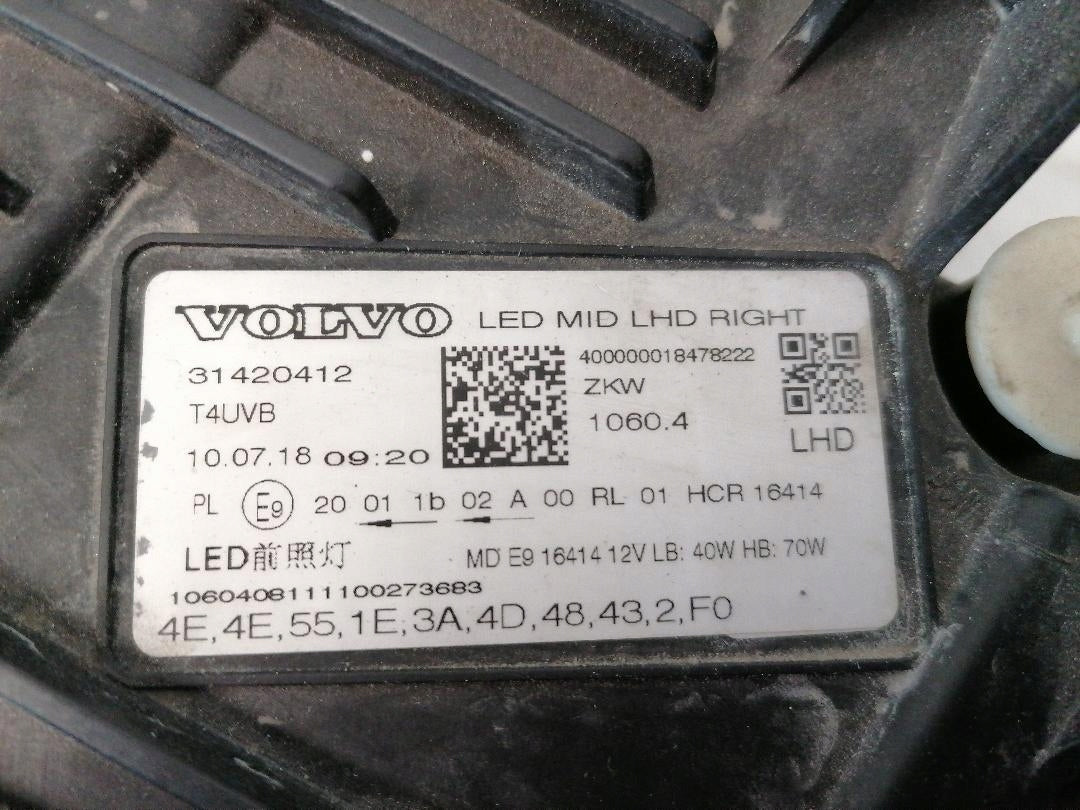 VOLVO LED MID LHD RIGHT
31420412
T4UVB
10.07.18 09:20
400000018478222
ZKW
1060.4
LHD
PL E9 20 01 1b 02 A 00 RL 01 HCR 16414
LED前照灯 MD E9 16414 12V LB: 40W HB: 70W
1060408111100273683
4E,4E,55,1E,3A,4D,48,43,2,F0